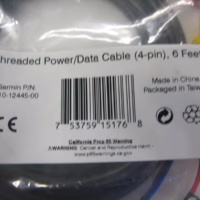 hreaded Power/Data Cable (4-pin), 6 Feet
Garmin P/N:
10-12445-00
Made in China
Packaged in Taiw
CE
7 53759 15176 8
California Prop 65 Warning
WARNING: Cancer and Reproductive Harm -
www.p65warnings.ca.gov